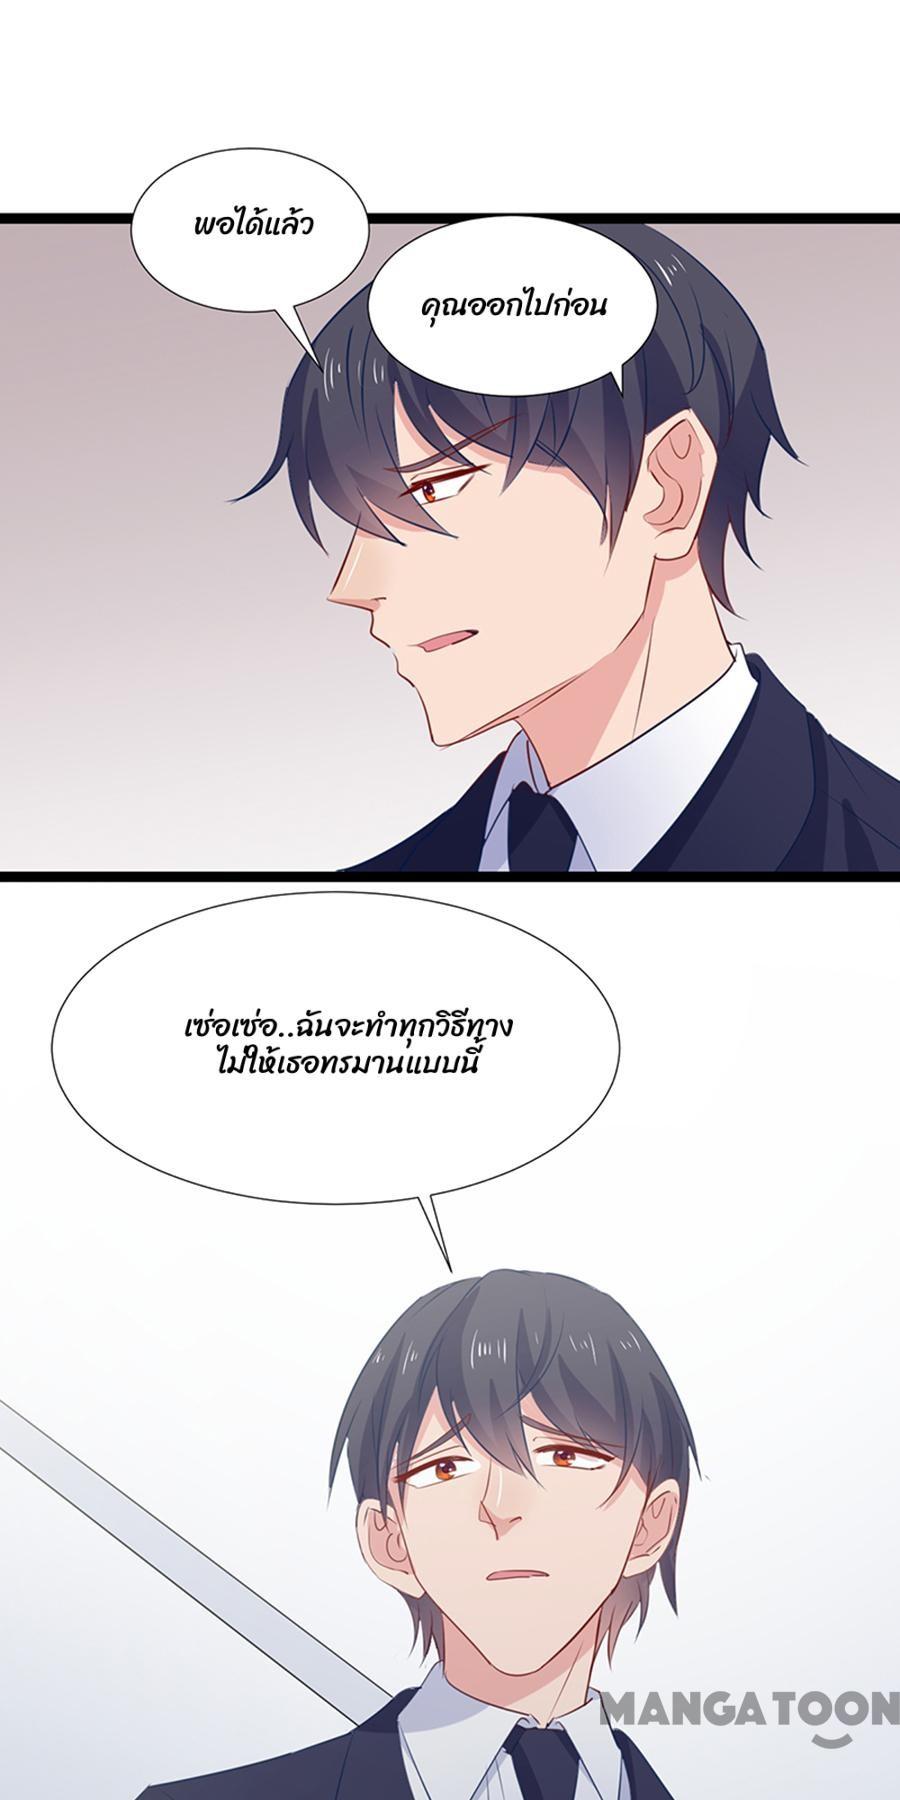 พอได้แล้ว
คุณออกไปก่อน
เซ่อเซ่อ..ฉันจะทำทุกวิธีทาง
ไม่ให้เธอทรมานแบบนี้
MANGATOON